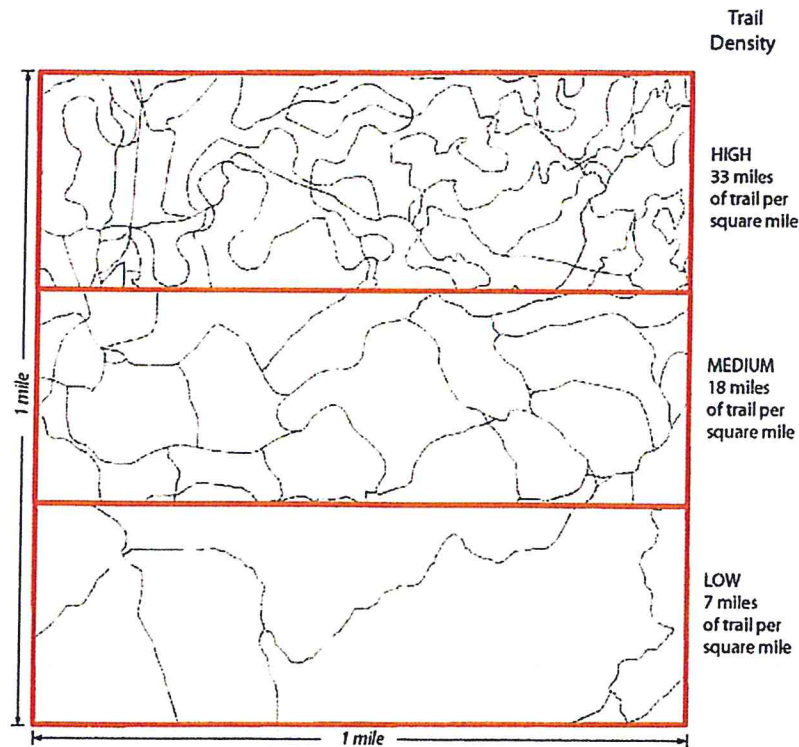 Trail
Density
HIGH
33 miles
of trail per
square mile
1 mile
MEDIUM
18 miles
of trail per
square mile
LOW
7 miles
of trail per
square mile
1 mile